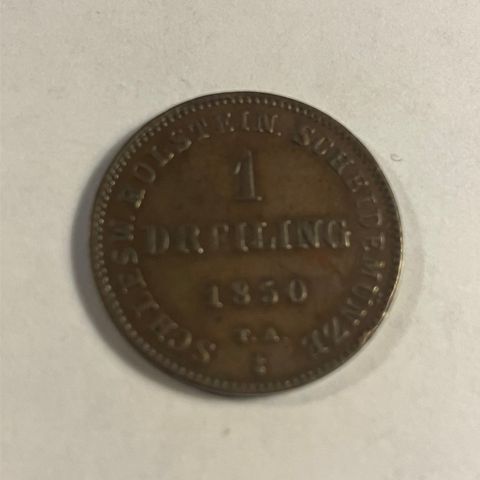 SCHLESW. HOLSTEIN. SCHEIDEMÜNZE
1
DREILING
1850